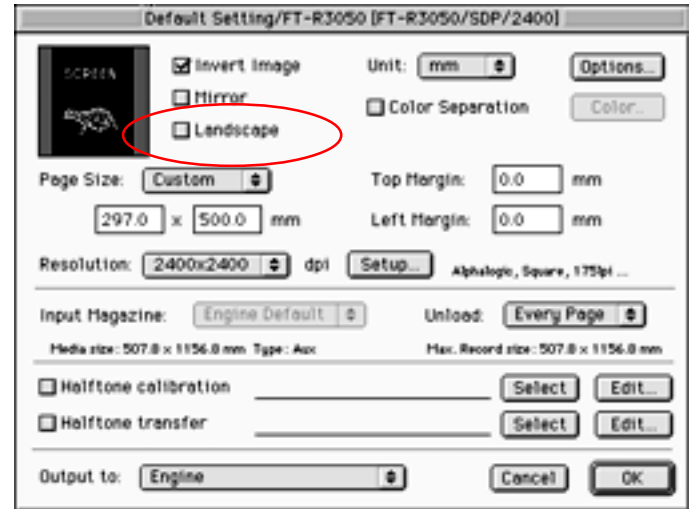 Default Setting/FT-R3050 [FT-R3050/SDP/2400]
SCREEN
Invert Image
Unit: mm
Options...
Mirror
Color Separation
Color...
Landscape
Page Size: Custom
Top Margin: 0.0 mm
297.0 x 500.0 mm
Left Margin: 0.0 mm
Resolution: 2400x2400 dpi Setup... Alphalogic, Square, 175lpi ...
Input Magazine: Engine Default
Unload: Every Page
Media size: 507.8 x 1156.8 mm Type: Aux
Max. Record size: 507.8 x 1156.8 mm
Halftone calibration Select Edit...
Halftone transfer Select Edit...
Output to: Engine Cancel OK